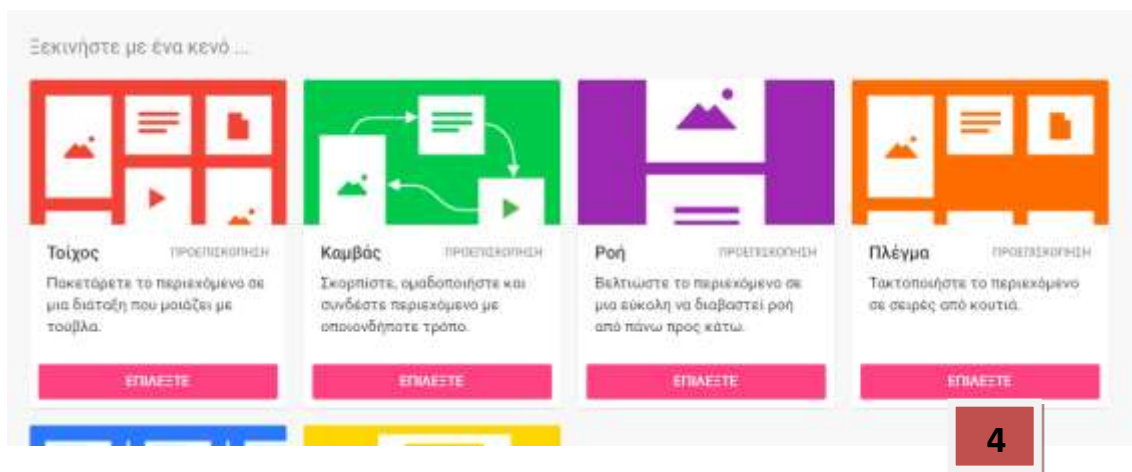 Ξεκινήστε με ένα κενό ...
Τοίχος ΠΡΟΕΠΙΣΚΟΠΗΣΗ
Πακετάρετε το περιεχόμενο σε
μια διάταξη που μοιάζει με
τούβλα.
ΕΠΙΛΕΞΤΕ
Καμβάς ΠΡΟΕΠΙΣΚΟΠΗΣΗ
Σκορπίστε, ομαδοποιήστε και
συνδέστε περιεχόμενο με
οποιονδήποτε τρόπο.
ΕΠΙΛΕΞΤΕ
Ροή ΠΡΟΕΠΙΣΚΟΠΗΣΗ
Βελτιώστε το περιεχόμενο σε
μια εύκολη να διαβαστεί ροή
από πάνω προς κάτω.
ΕΠΙΛΕΞΤΕ
Πλέγμα ΠΡΟΕΠΙΣΚΟΠΗΣΗ
Τακτοποιήστε το περιεχόμενο
σε σειρές από κουτιά.
ΕΠΙΛΕΞΤΕ
4